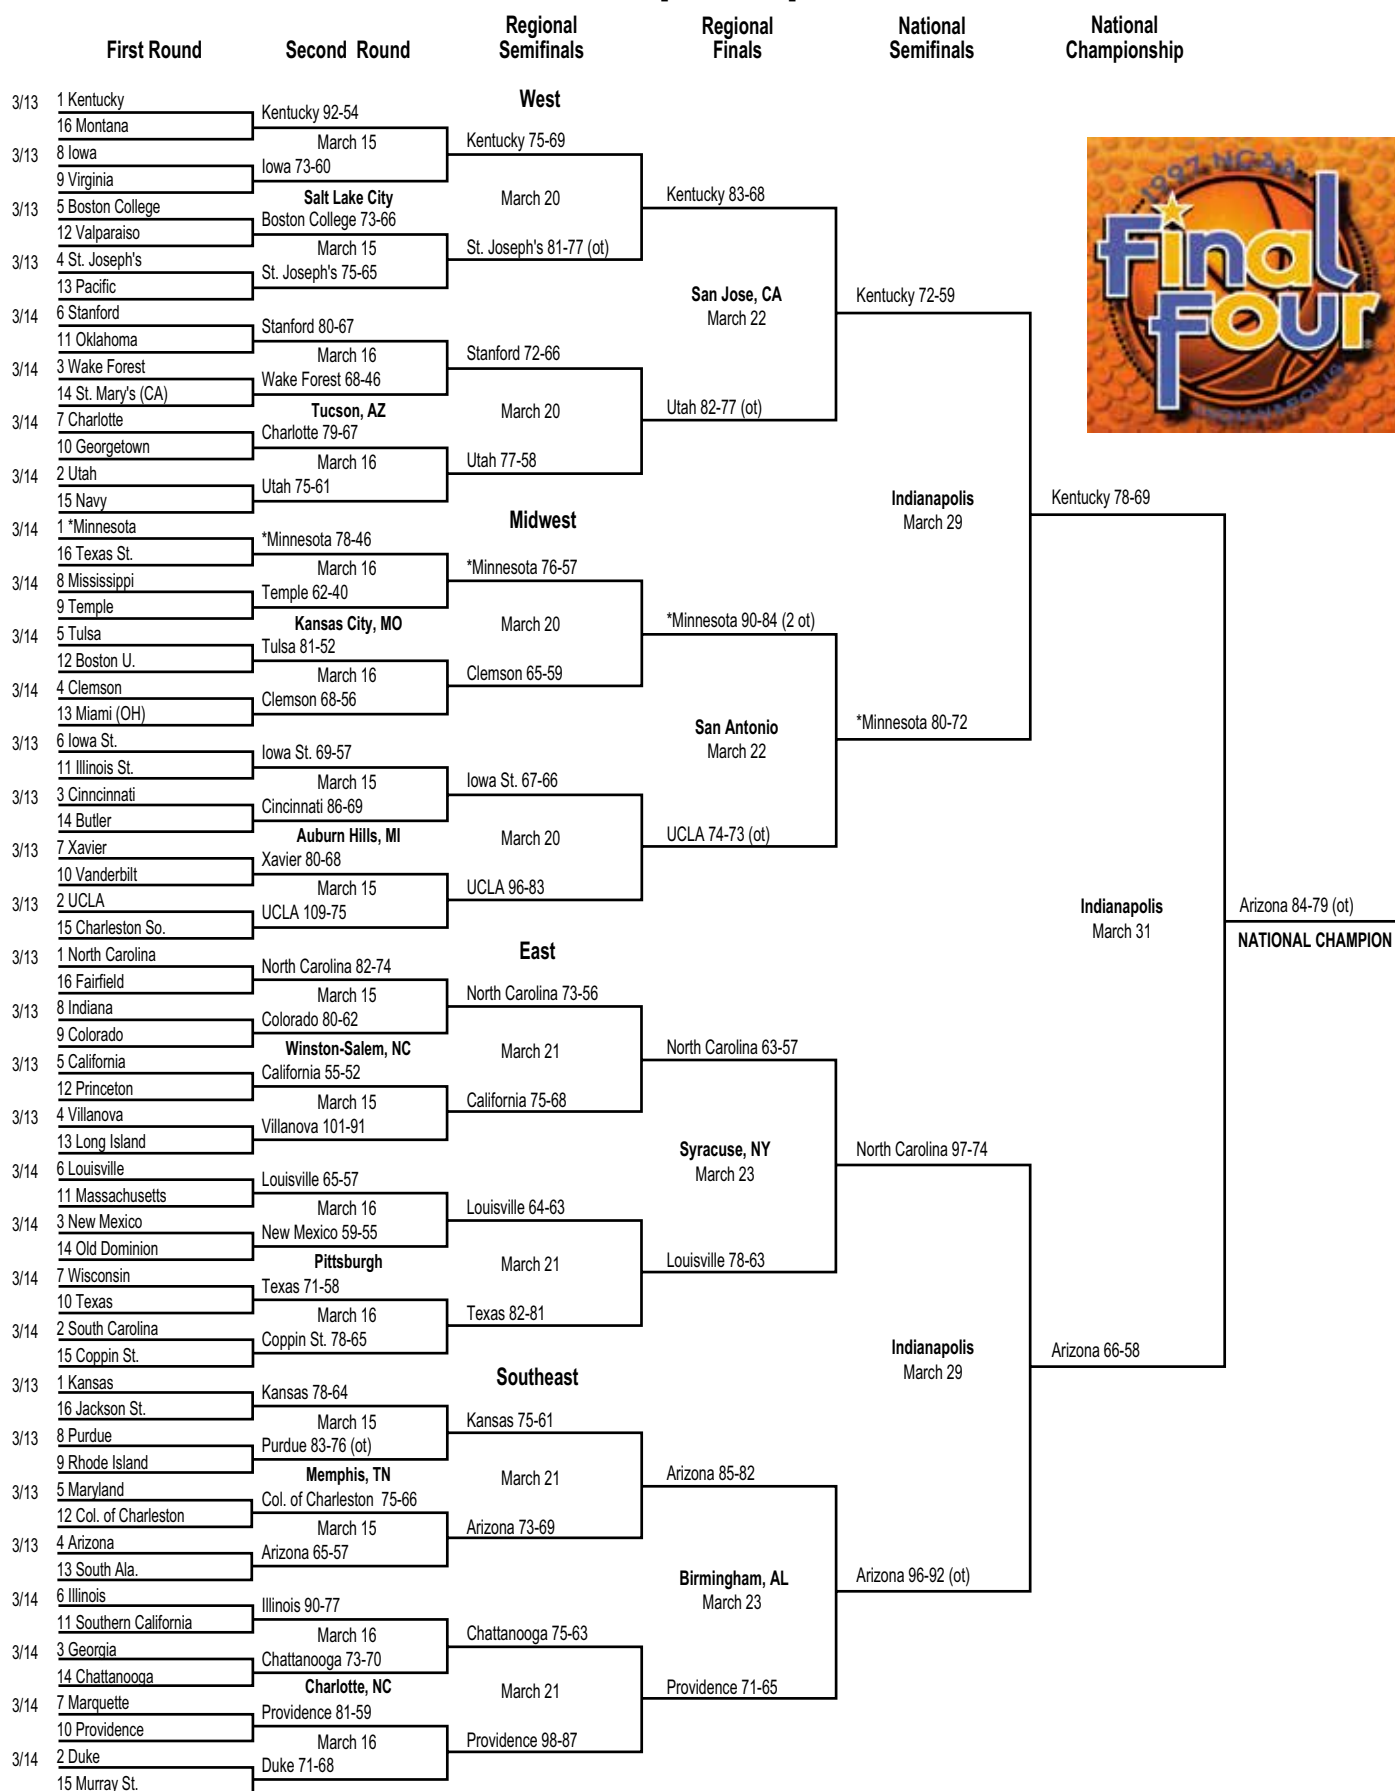 Regional Regional National National
First Round Second Round Semifinals Finals Semifinals Championship
West
3/13 1 Kentucky
Kentucky 92-54
16 Montana
March 15
Kentucky 75-69
3/13 8 Iowa
Iowa 73-60
9 Virginia
Salt Lake City
March 20
Kentucky 83-68
3/13 5 Boston College
Boston College 73-66
12 Valparaiso
March 15
St. Joseph's 81-77 (ot)
3/13 4 St. Joseph's
St. Joseph's 75-65
13 Pacific
San Jose, CA
March 22
Kentucky 72-59
3/14 6 Stanford
Stanford 80-67
11 Oklahoma
March 16
Stanford 72-66
3/14 3 Wake Forest
Wake Forest 68-46
14 St. Mary's (CA)
Tucson, AZ
March 20
Utah 82-77 (ot)
3/14 7 Charlotte
Charlotte 79-67
10 Georgetown
March 16
Utah 77-58
3/14 2 Utah
Utah 75-61
15 Navy
1997 NCAA
Final
Four
INDIANAPOLIS
Indianapolis
March 29
Kentucky 78-69
Midwest
3/14 1 *Minnesota
*Minnesota 78-46
16 Texas St.
March 16
*Minnesota 76-57
3/14 8 Mississippi
Temple 62-40
9 Temple
Kansas City, MO
March 20
*Minnesota 90-84 (2 ot)
3/14 5 Tulsa
Tulsa 81-52
12 Boston U.
March 16
Clemson 65-59
3/14 4 Clemson
Clemson 68-56
13 Miami (OH)
San Antonio
March 22
*Minnesota 80-72
3/13 6 Iowa St.
Iowa St. 69-57
11 Illinois St.
March 15
Iowa St. 67-66
3/13 3 Cinncinnati
Cincinnati 86-69
14 Butler
Auburn Hills, MI
March 20
UCLA 74-73 (ot)
3/13 7 Xavier
Xavier 80-68
10 Vanderbilt
March 15
UCLA 96-83
3/13 2 UCLA
UCLA 109-75
15 Charleston So.
Indianapolis
March 31
Arizona 84-79 (ot)
NATIONAL CHAMPION
East
3/13 1 North Carolina
North Carolina 82-74
16 Fairfield
March 15
North Carolina 73-56
3/13 8 Indiana
Colorado 80-62
9 Colorado
Winston-Salem, NC
March 21
North Carolina 63-57
3/13 5 California
California 55-52
12 Princeton
March 15
California 75-68
3/13 4 Villanova
Villanova 101-91
13 Long Island
Syracuse, NY
March 23
North Carolina 97-74
3/14 6 Louisville
Louisville 65-57
11 Massachusetts
March 16
Louisville 64-63
3/14 3 New Mexico
New Mexico 59-55
14 Old Dominion
Pittsburgh
March 21
Louisville 78-63
3/14 7 Wisconsin
Texas 71-58
10 Texas
March 16
Texas 82-81
3/14 2 South Carolina
Coppin St. 78-65
15 Coppin St.
Indianapolis
March 29
Arizona 66-58
Southeast
3/13 1 Kansas
Kansas 78-64
16 Jackson St.
March 15
Kansas 75-61
3/13 8 Purdue
Purdue 83-76 (ot)
9 Rhode Island
Memphis, TN
March 21
Arizona 85-82
3/13 5 Maryland
Col. of Charleston 75-66
12 Col. of Charleston
March 15
Arizona 73-69
3/13 4 Arizona
Arizona 65-57
13 South Ala.
Birmingham, AL
March 23
Arizona 96-92 (ot)
3/14 6 Illinois
Illinois 90-77
11 Southern California
March 16
Chattanooga 75-63
3/14 3 Georgia
Chattanooga 73-70
14 Chattanooga
Charlotte, NC
March 21
Providence 71-65
3/14 7 Marquette
Providence 81-59
10 Providence
March 16
Providence 98-87
3/14 2 Duke
Duke 71-68
15 Murray St.